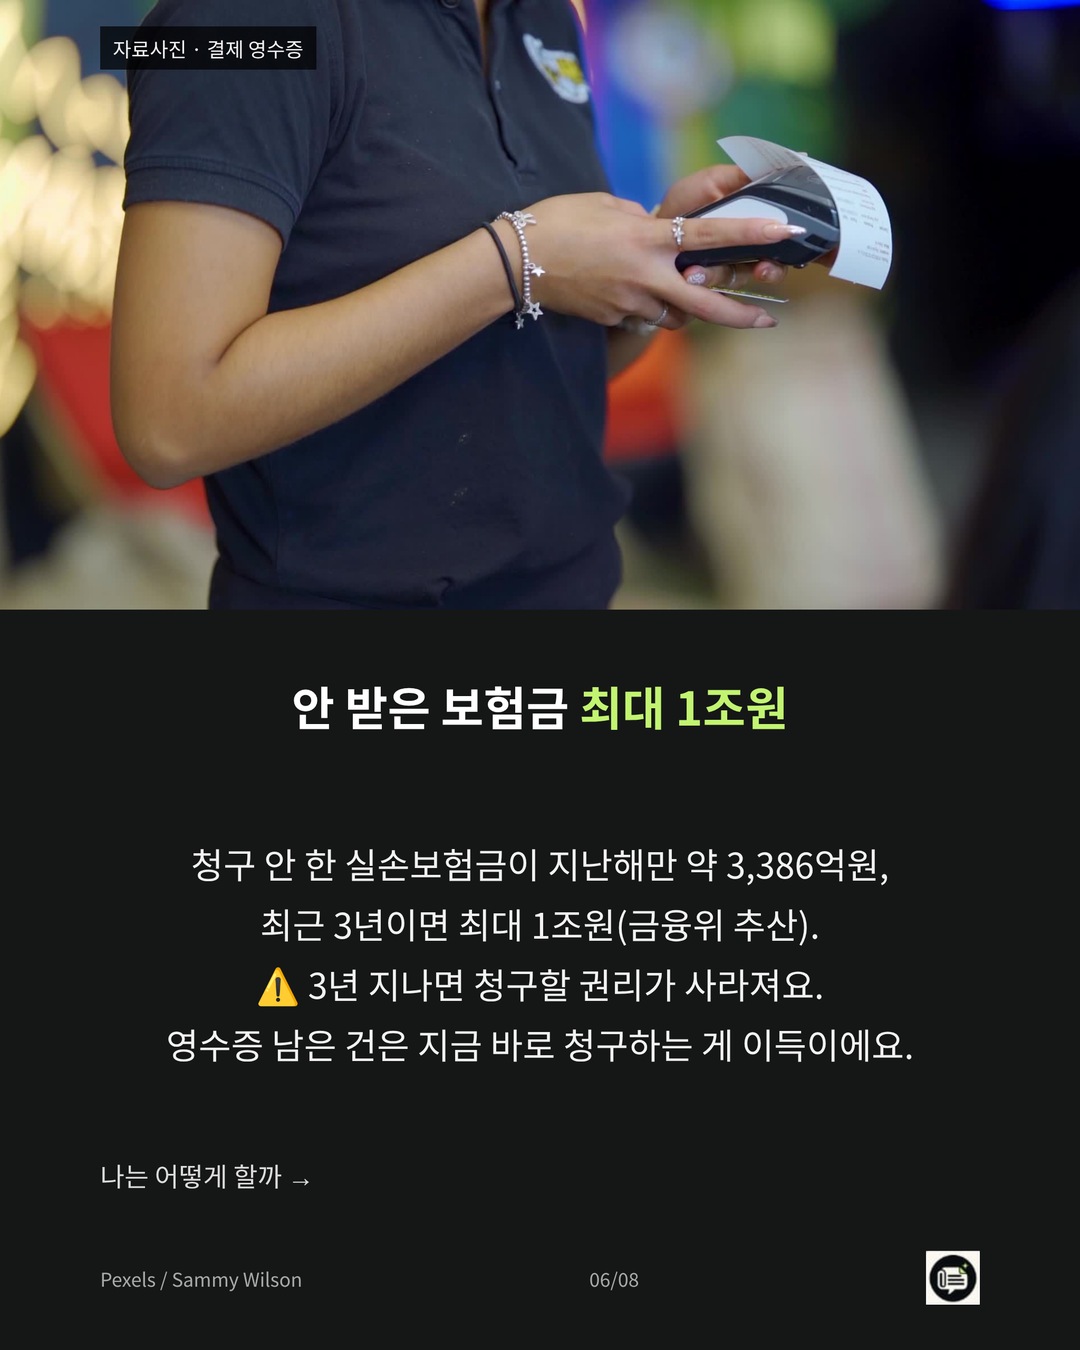 자료사진 · 결제 영수증
안 받은 보험금 최대 1조원
청구 안 한 실손보험금이 지난해만 약 3,386억원,
최근 3년이면 최대 1조원(금융위 추산).
⚠️ 3년 지나면 청구할 권리가 사라져요.
영수증 남은 건은 지금 바로 청구하는 게 이득이에요.
나는 어떻게 할까 →
Pexels / Sammy Wilson
06/08